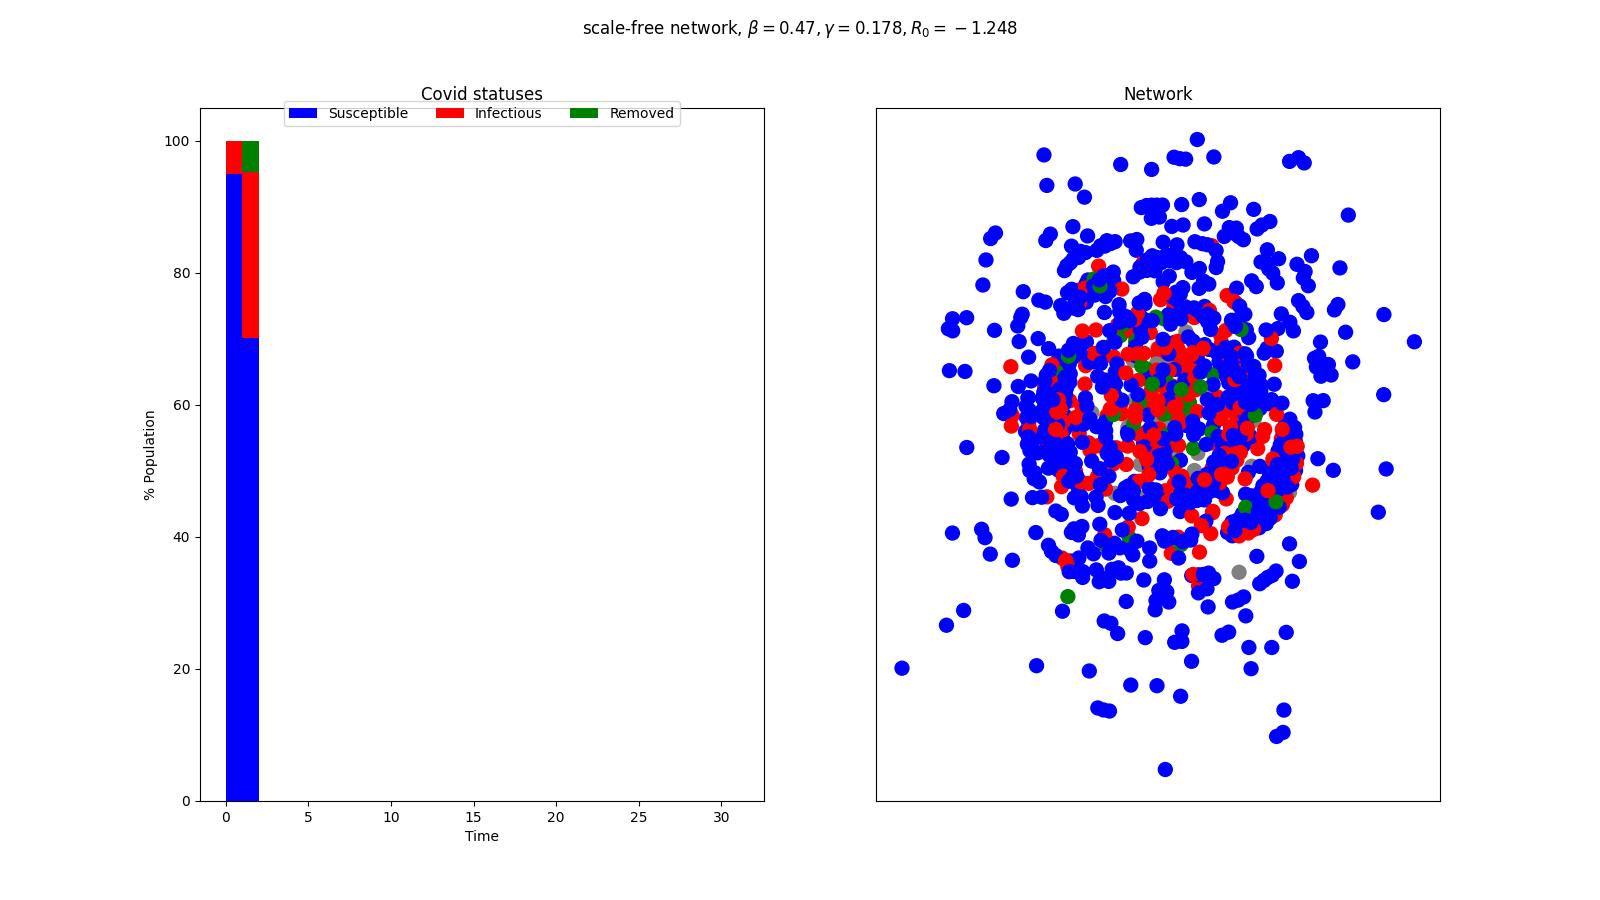 scale-free network, β = 0.47, γ = 0.178, R₀ = − 1.248
Covid statuses
Susceptible Infectious Removed
100
80
60
40
20
0
% Population
0 5 10 15 20 25 30
Time
Network